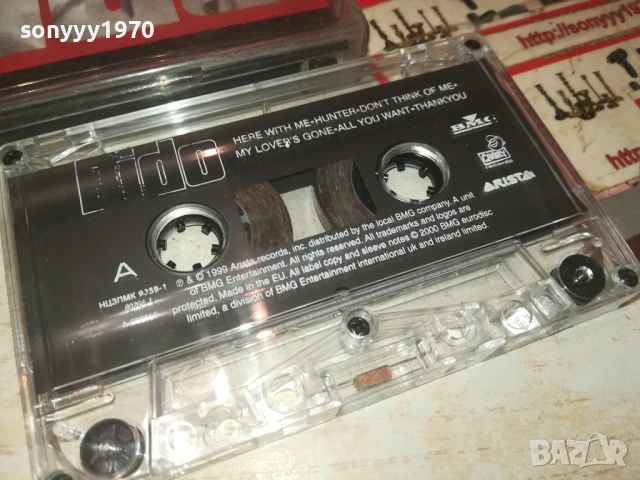 sonyyy1970
http://sonyyy
dido
HERE WITH ME•HUNTER•DON'T THINK OF ME•
MY LOVER'S GONE•ALL YOU WANT•THANKYOU
BMG
records
ARISTA
A
НЦЗПМК 9359-1
℗ & © 1999 Arista records, inc. distributed by the local BMG company. A unit
of BMG Entertainment. All rights reserved. All trademarks and logos are
protected. Made in the EU. All label copy and sleeve notes © 2000 BMG eurodisc
limited, a division of BMG Entertainment international uk and ireland limited.
BAZAR
bg